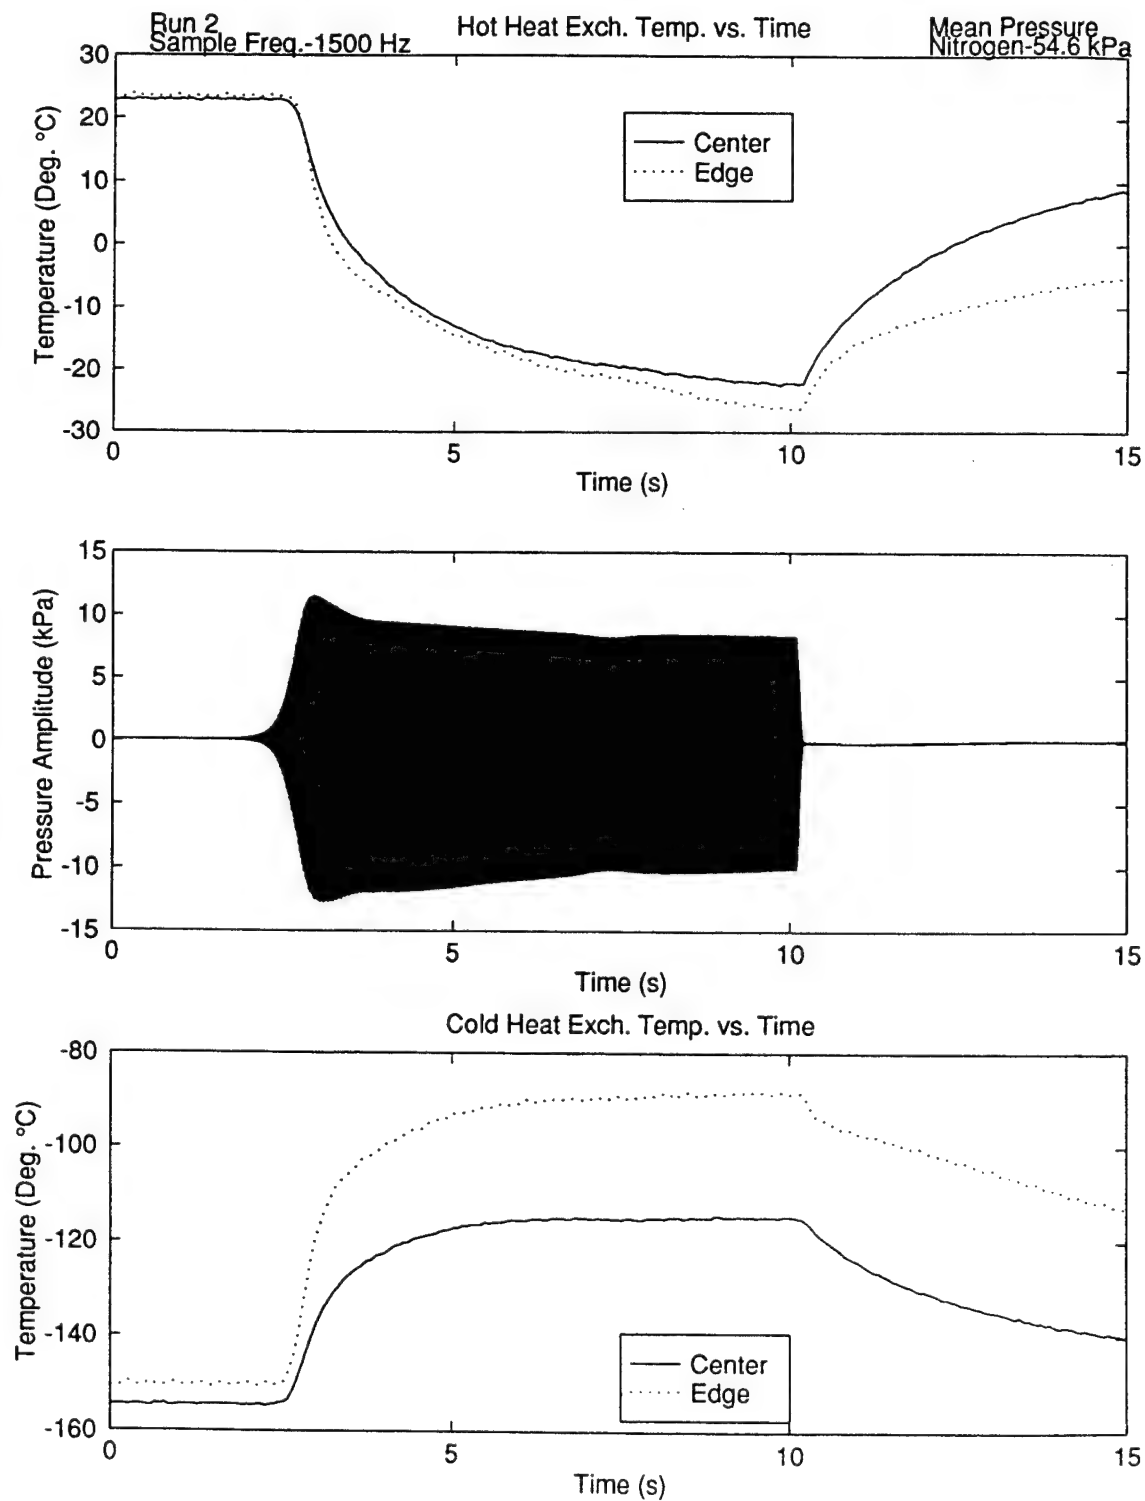 Run 2
Sample Freq.-1500 Hz
Hot Heat Exch. Temp. vs. Time
Mean Pressure
Nitrogen-54.6 kPa
30
20
10
0
-10
-20
-30
Temperature (Deg. °C)
Center
Edge
0
5
10
15
Time (s)
15
10
5
0
-5
-10
-15
Pressure Amplitude (kPa)
0
5
10
15
Time (s)
Cold Heat Exch. Temp. vs. Time
-80
-100
-120
-140
-160
Temperature (Deg. °C)
Center
Edge
0
5
10
15
Time (s)